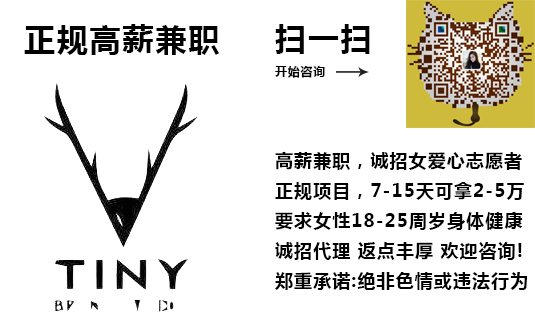 正规高薪兼职
扫一扫
开始咨询
高薪兼职，诚招女爱心志愿者
正规项目，7-15天可拿2-5万
要求女性18-25周岁身体健康
诚招代理 返点丰厚 欢迎咨询!
郑重承诺:绝非色情或违法行为
TINY